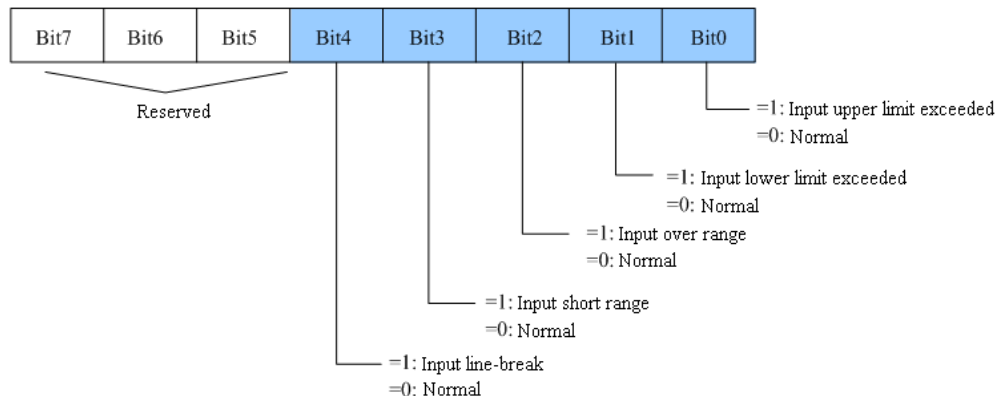 Bit7 Bit6 Bit5 Bit4 Bit3 Bit2 Bit1 Bit0
Reserved
=1: Input upper limit exceeded
=0: Normal
=1: Input lower limit exceeded
=0: Normal
=1: Input over range
=0: Normal
=1: Input short range
=0: Normal
=1: Input line-break
=0: Normal